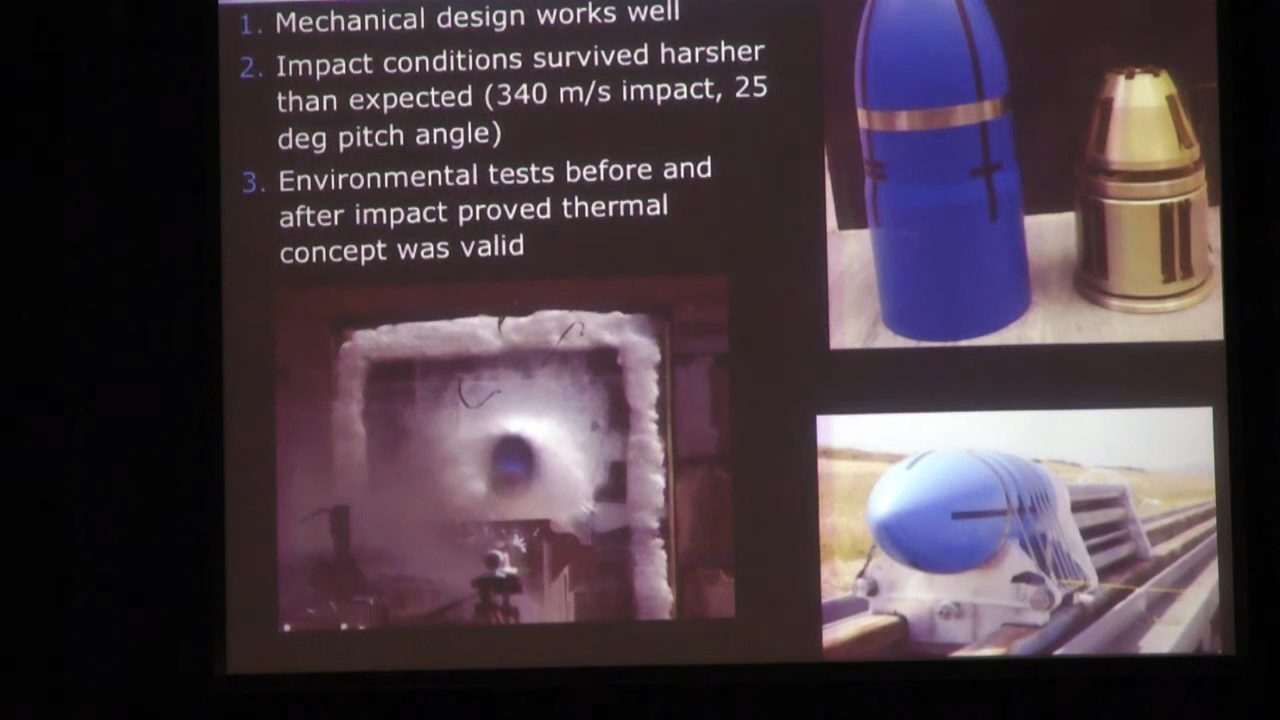 1. Mechanical design works well
2. Impact conditions survived harsher
than expected (340 m/s impact, 25
deg pitch angle)
3. Environmental tests before and
after impact proved thermal
concept was valid